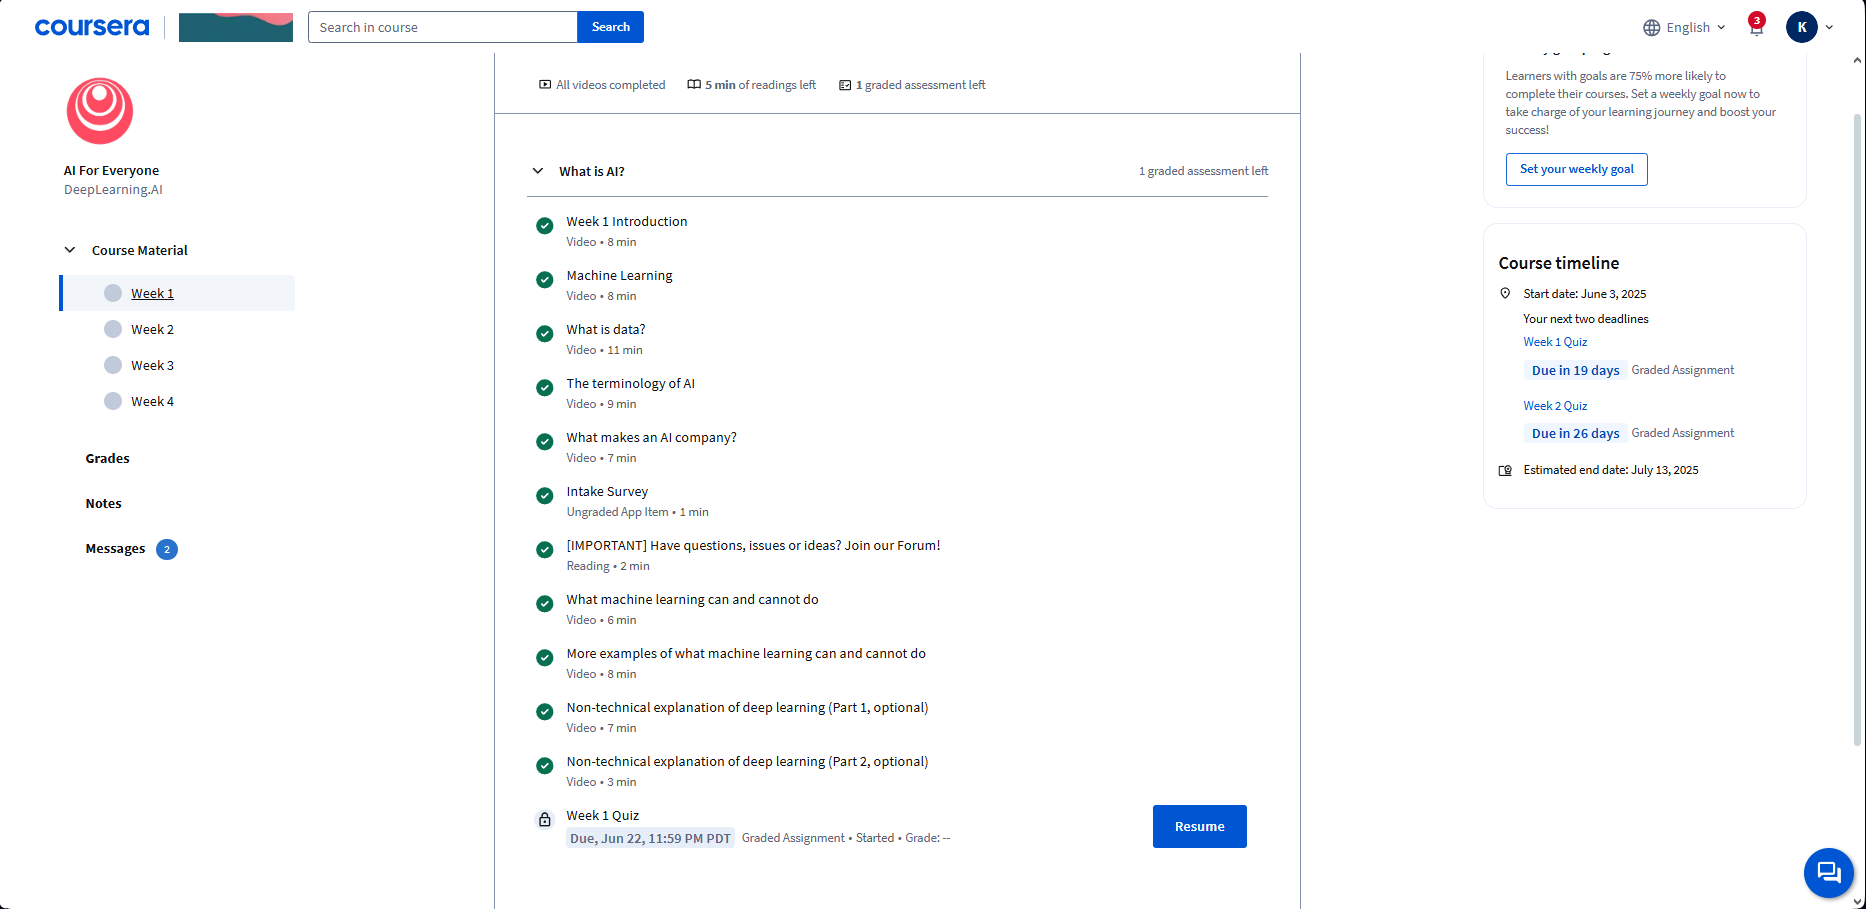 coursera
Search in course
Search
English
3
K
AI For Everyone
DeepLearning.AI
Course Material
Week 1
Week 2
Week 3
Week 4
Grades
Notes
Messages 2
All videos completed
5 min of readings left
1 graded assessment left
What is AI?
1 graded assessment left
Week 1 Introduction
Video • 8 min
Machine Learning
Video • 8 min
What is data?
Video • 11 min
The terminology of AI
Video • 9 min
What makes an AI company?
Video • 7 min
Intake Survey
Ungraded App Item • 1 min
[IMPORTANT] Have questions, issues or ideas? Join our Forum!
Reading • 2 min
What machine learning can and cannot do
Video • 6 min
More examples of what machine learning can and cannot do
Video • 8 min
Non-technical explanation of deep learning (Part 1, optional)
Video • 7 min
Non-technical explanation of deep learning (Part 2, optional)
Video • 3 min
Week 1 Quiz
Due, Jun 22, 11:59 PM PDT Graded Assignment • Started • Grade: --
Resume
Learners with goals are 75% more likely to
complete their courses. Set a weekly goal now to
take charge of your learning journey and boost your
success!
Set your weekly goal
Course timeline
Start date: June 3, 2025
Your next two deadlines
Week 1 Quiz
Due in 19 days Graded Assignment
Week 2 Quiz
Due in 26 days Graded Assignment
Estimated end date: July 13, 2025